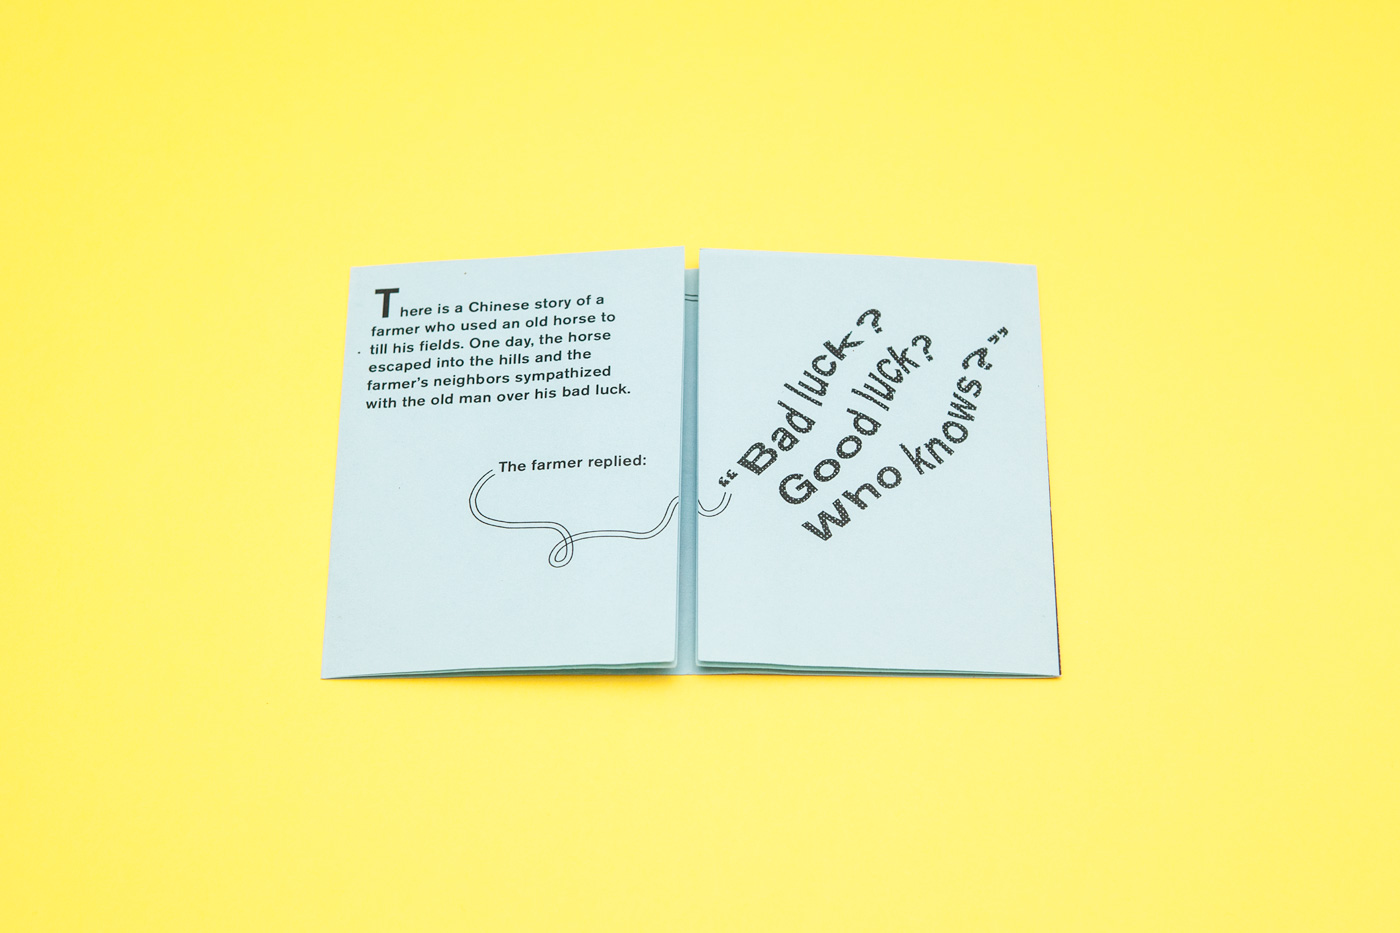 There is a Chinese story of a
farmer who used an old horse to
till his fields. One day, the horse
escaped into the hills and the
farmer’s neighbors sympathized
with the old man over his bad luck.
The farmer replied:
“Bad luck?
Good luck?
Who knows?”